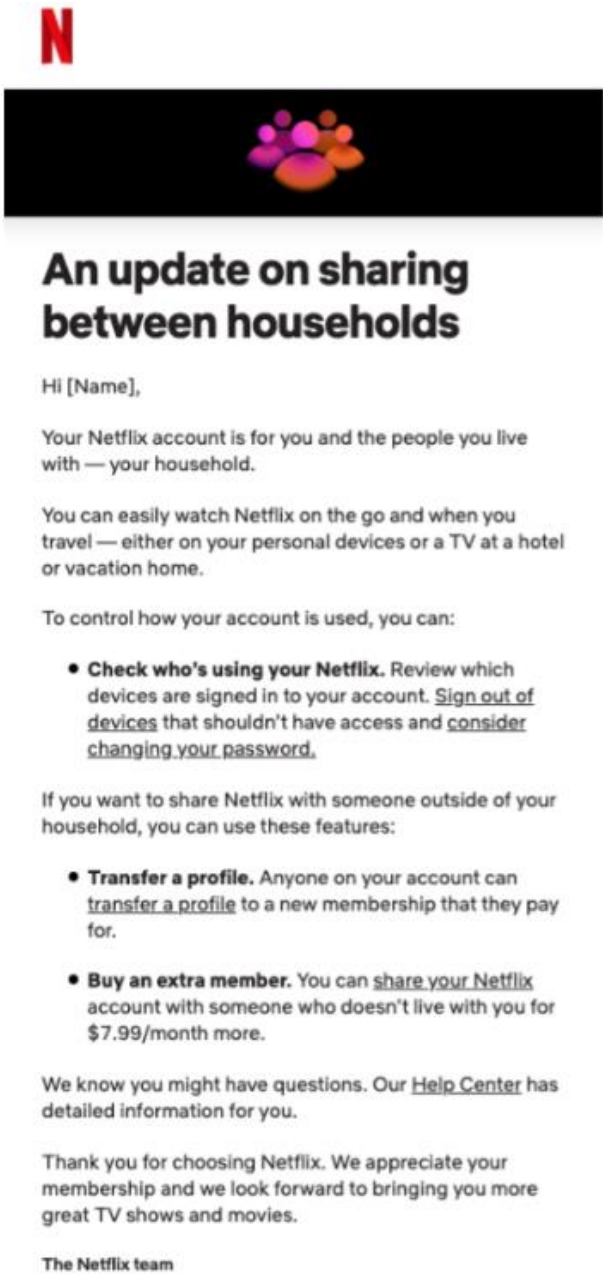 N
An update on sharing
between households
Hi [Name],
Your Netflix account is for you and the people you live
with — your household.
You can easily watch Netflix on the go and when you
travel — either on your personal devices or a TV at a hotel
or vacation home.
To control how your account is used, you can:
• Check who's using your Netflix. Review which
devices are signed in to your account. Sign out of
devices that shouldn't have access and consider
changing your password.
If you want to share Netflix with someone outside of your
household, you can use these features:
• Transfer a profile. Anyone on your account can
transfer a profile to a new membership that they pay
for.
• Buy an extra member. You can share your Netflix
account with someone who doesn't live with you for
$7.99/month more.
We know you might have questions. Our Help Center has
detailed information for you.
Thank you for choosing Netflix. We appreciate your
membership and we look forward to bringing you more
great TV shows and movies.
The Netflix team